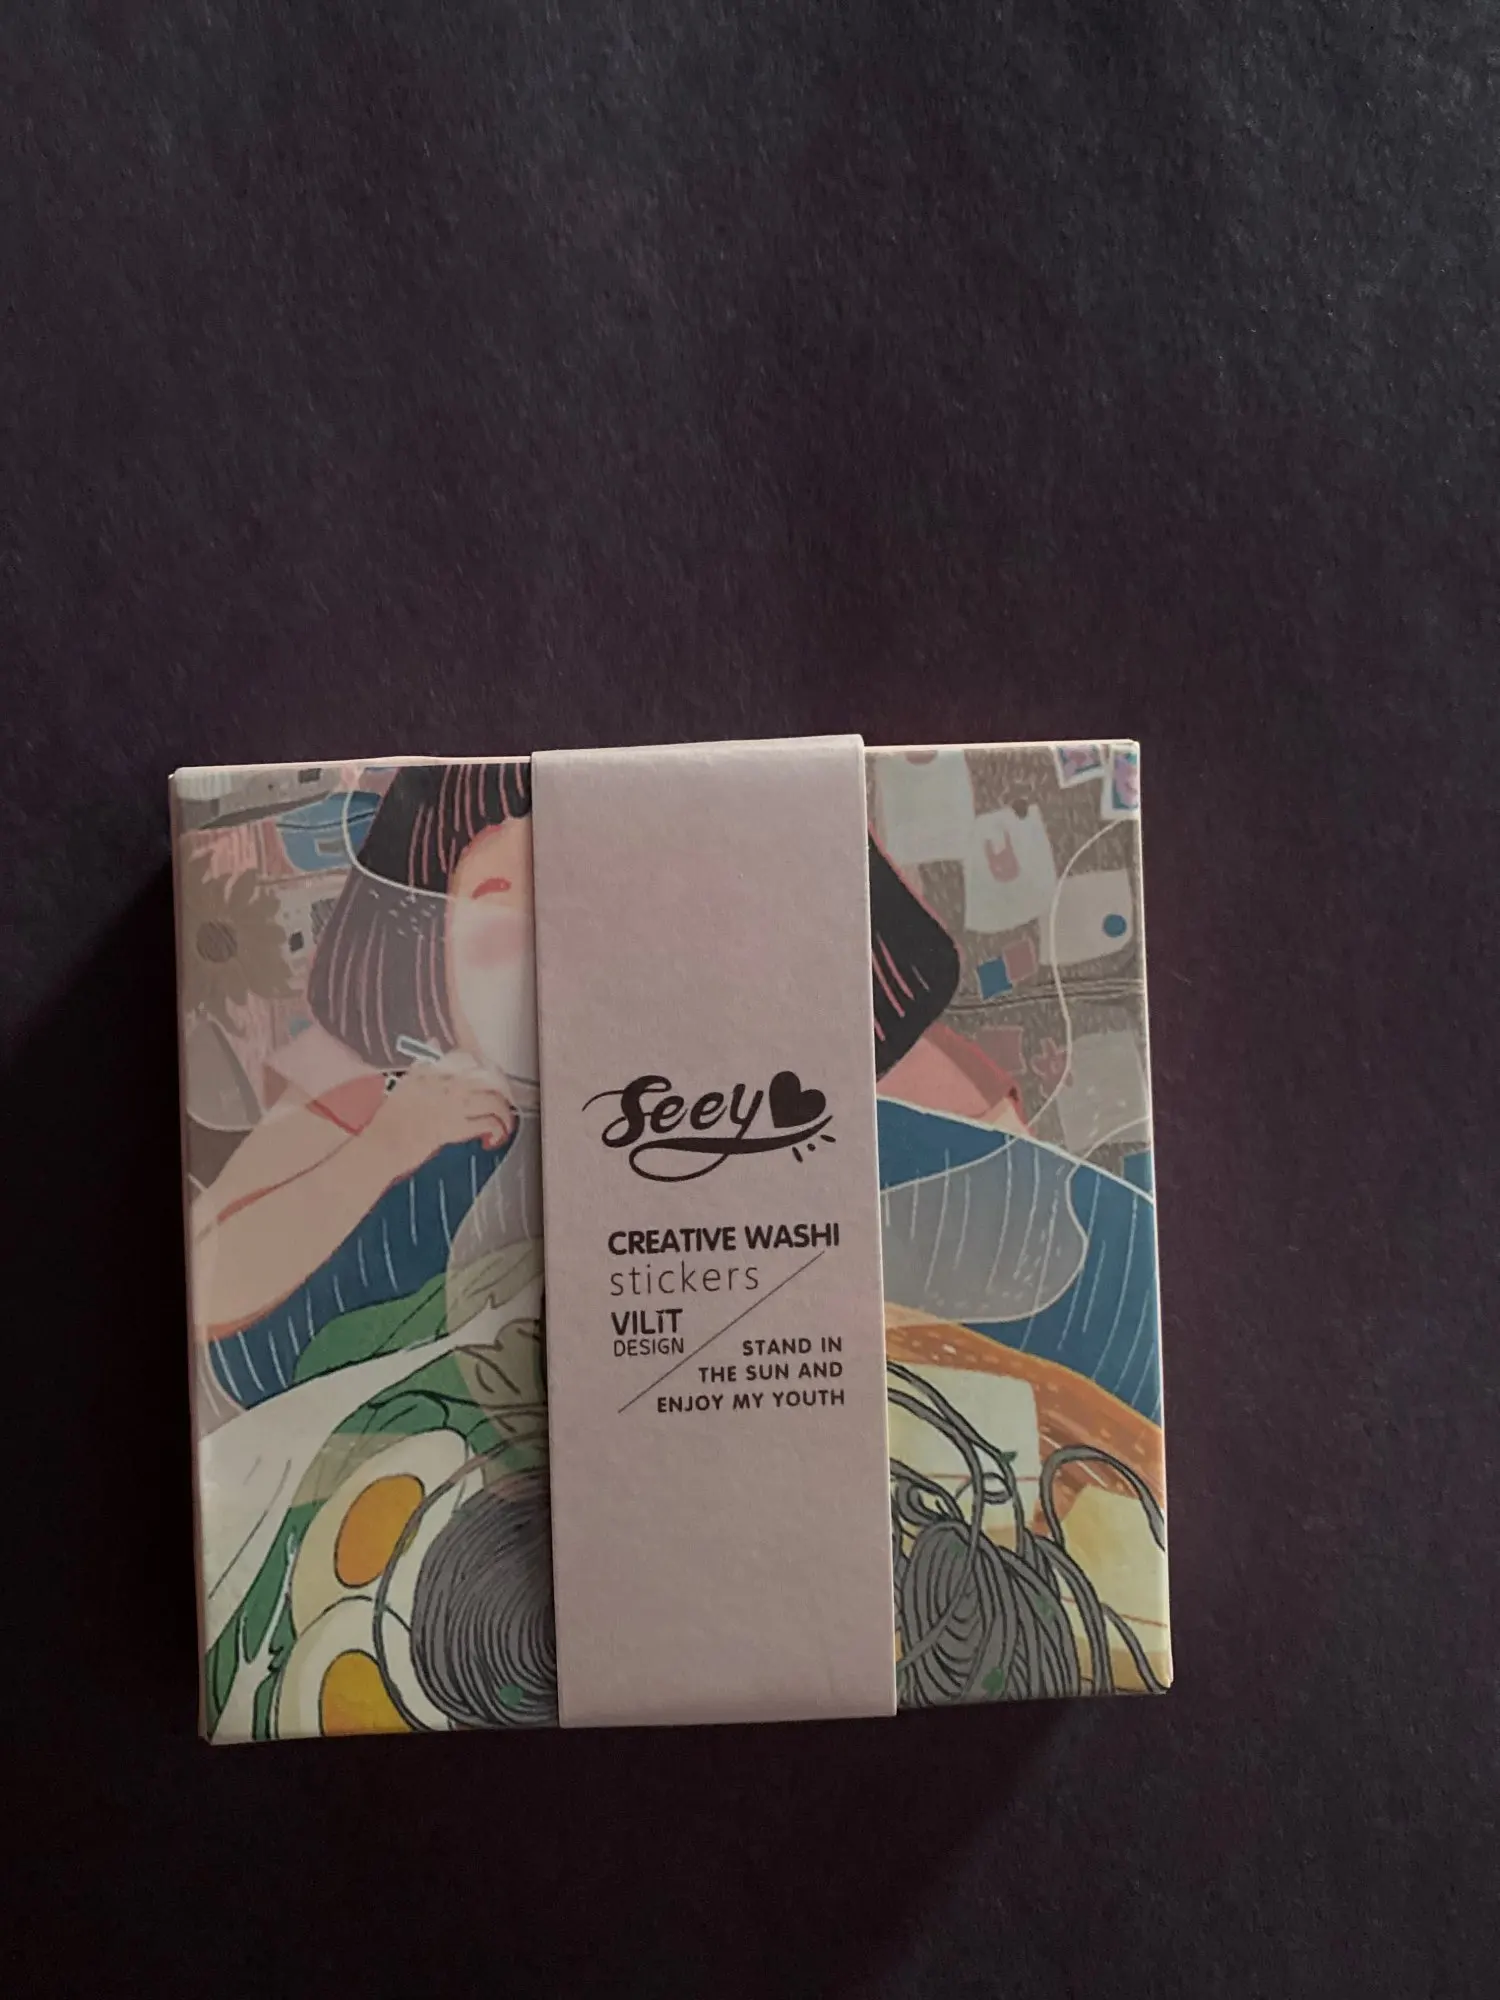 Seey
CREATIVE WASHI
stickers
VILiT
DESIGN
STAND IN
THE SUN AND
ENJOY MY YOUTH